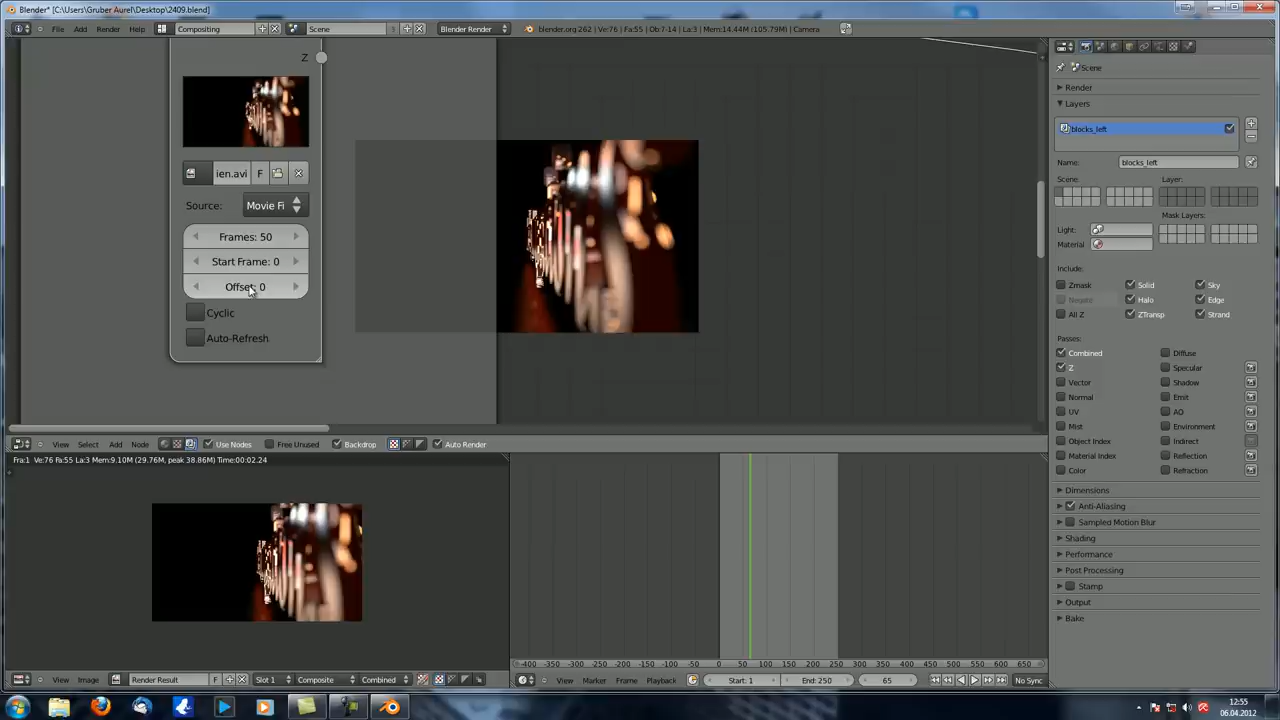 Blender* [C:\Users\Gruber Aurel\Desktop\2409.blend]
File Add Render Help Compositing Scene Blender Render blender.org 262 | Ve:76 | Fa:55 | Ob:7-14 | La:3 | Mem:14.44M (105.79M) | Camera
Z
ien.avi F
Source: Movie Fi
Frames: 50
Start Frame: 0
Offset: 0
Cyclic
Auto-Refresh
View Select Add Node Use Nodes Free Unused Backdrop Auto Render
Fra:1 Ve:76 Fa:55 La:3 Mem:9.10M (29.76M, peak 38.86M) Time:00:02.24
View Image Render Result F Slot 1 Composite Combined
-400 -350 -300 -250 -200 -150 -100 -50 0 50 100 150 200 250 300 350 400 450 500 550 600 650
View Marker Frame Playback Start: 1 End: 250 65 No Sync
Scene
Render
Layers
blocks_left
Name: blocks_left
Scene: Layer:
Mask Layers:
Light:
Material
Include:
Zmask Solid Sky
Negate Halo Edge
All Z ZTransp Strand
Passes:
Combined Diffuse
Z Specular
Vector Shadow
Normal Emit
UV AO
Mist Environment
Object Index Indirect
Material Index Reflection
Color Refraction
Dimensions
Anti-Aliasing
Sampled Motion Blur
Shading
Performance
Post Processing
Stamp
Output
Bake
12:55
06.04.2012